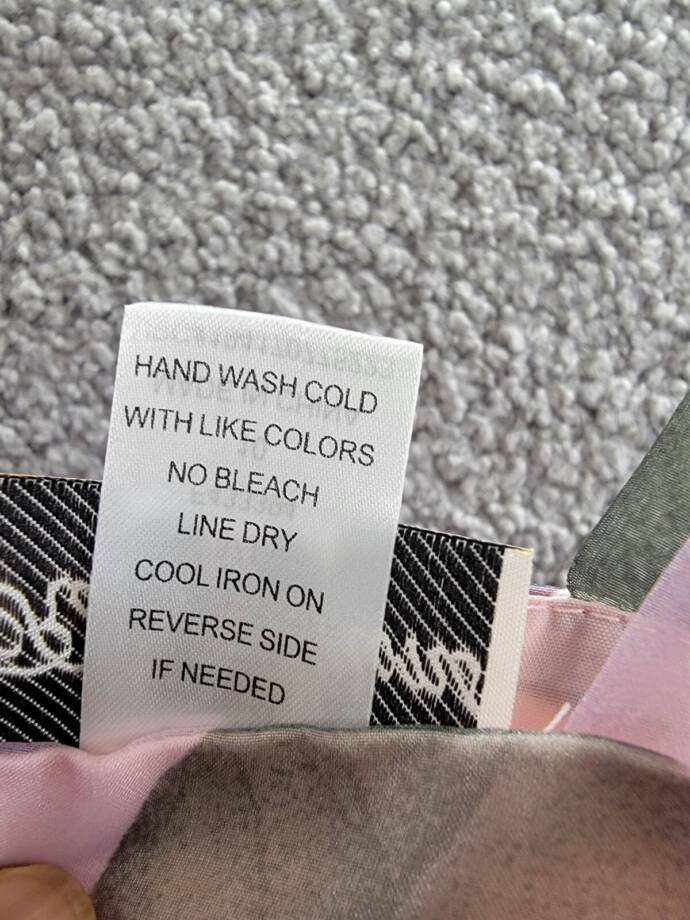 HAND WASH COLD
WITH LIKE COLORS
NO BLEACH
LINE DRY
COOL IRON ON
REVERSE SIDE
IF NEEDED